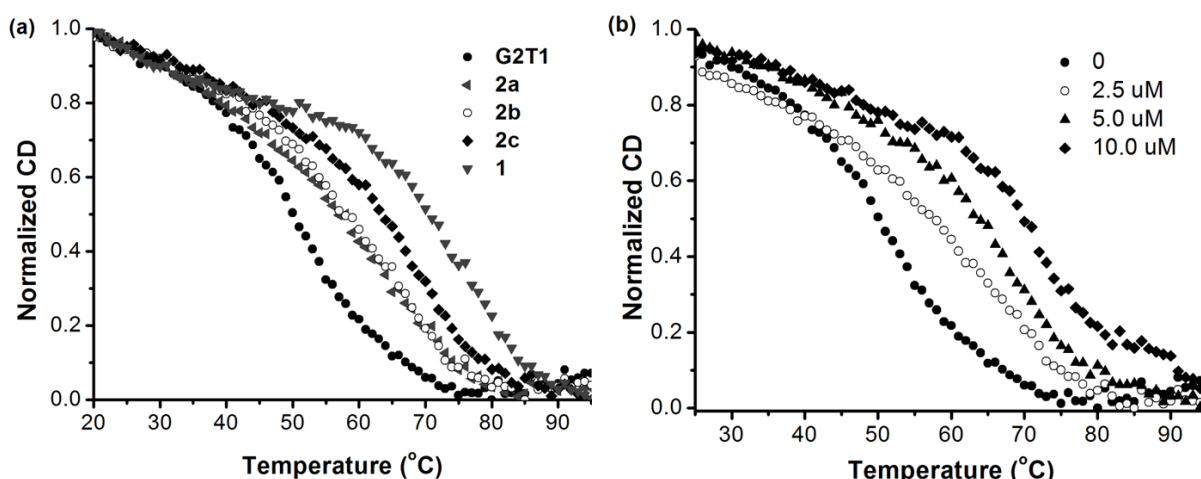 (a)
1.0
0.8
0.6
0.4
0.2
0.0
Normalized CD
20 30 40 50 60 70 80 90
Temperature (°C)
G2T1
2a
2b
2c
1
(b)
1.0
0.8
0.6
0.4
0.2
0.0
Normalized CD
30 40 50 60 70 80 90
Temperature (°C)
0
2.5 uM
5.0 uM
10.0 uM